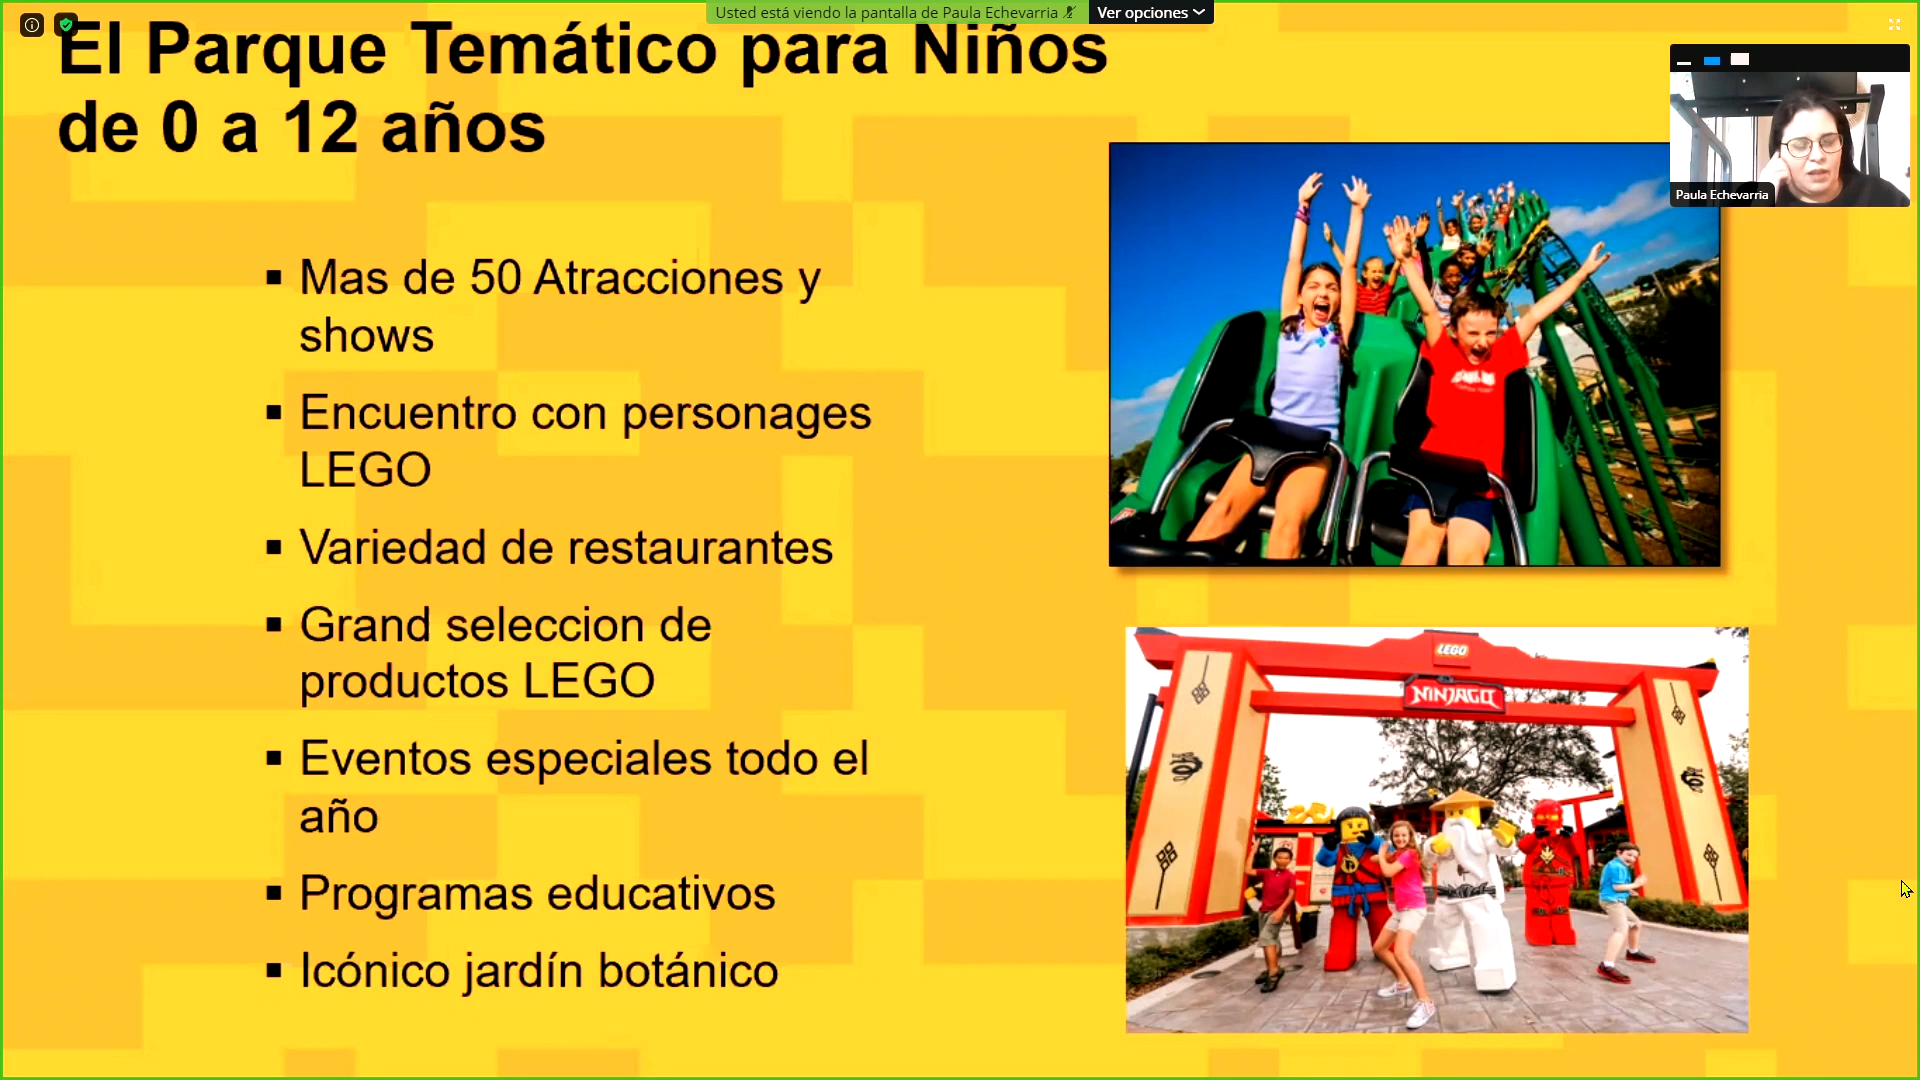 Usted está viendo la pantalla de Paula Echevarria
Ver opciones
El Parque Temático para Niños
de 0 a 12 años
Paula Echevarria
▪ Mas de 50 Atracciones y
shows
▪ Encuentro con personages
LEGO
▪ Variedad de restaurantes
▪ Grand seleccion de
productos LEGO
▪ Eventos especiales todo el
año
▪ Programas educativos
▪ Icónico jardín botánico
LEGO
NINJAGO